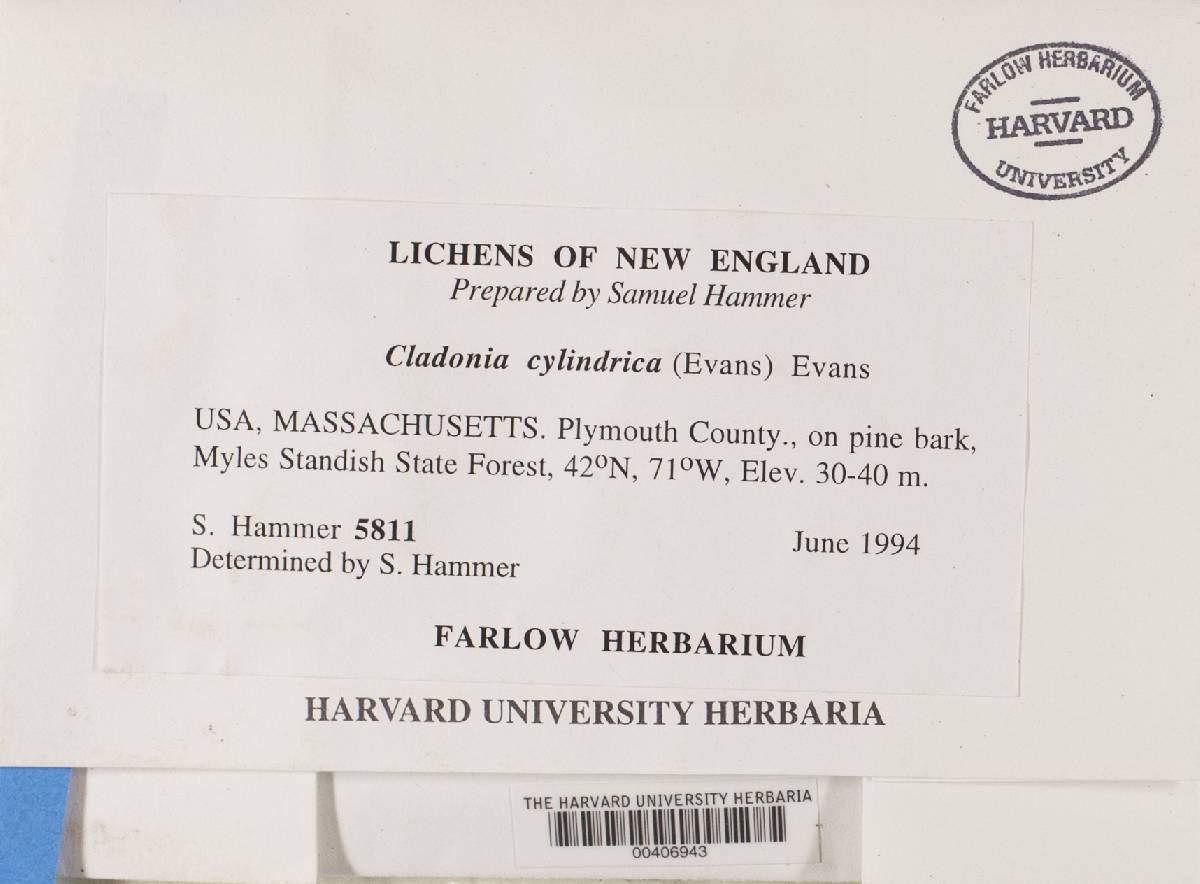 FARLOW HERBARIUM
HARVARD
UNIVERSITY
LICHENS OF NEW ENGLAND
Prepared by Samuel Hammer
Cladonia cylindrica (Evans) Evans
USA, MASSACHUSETTS. Plymouth County., on pine bark,
Myles Standish State Forest, 42ºN, 71ºW, Elev. 30-40 m.
S. Hammer 5811 June 1994
Determined by S. Hammer
FARLOW HERBARIUM
HARVARD UNIVERSITY HERBARIA
THE HARVARD UNIVERSITY HERBARIA
00406943